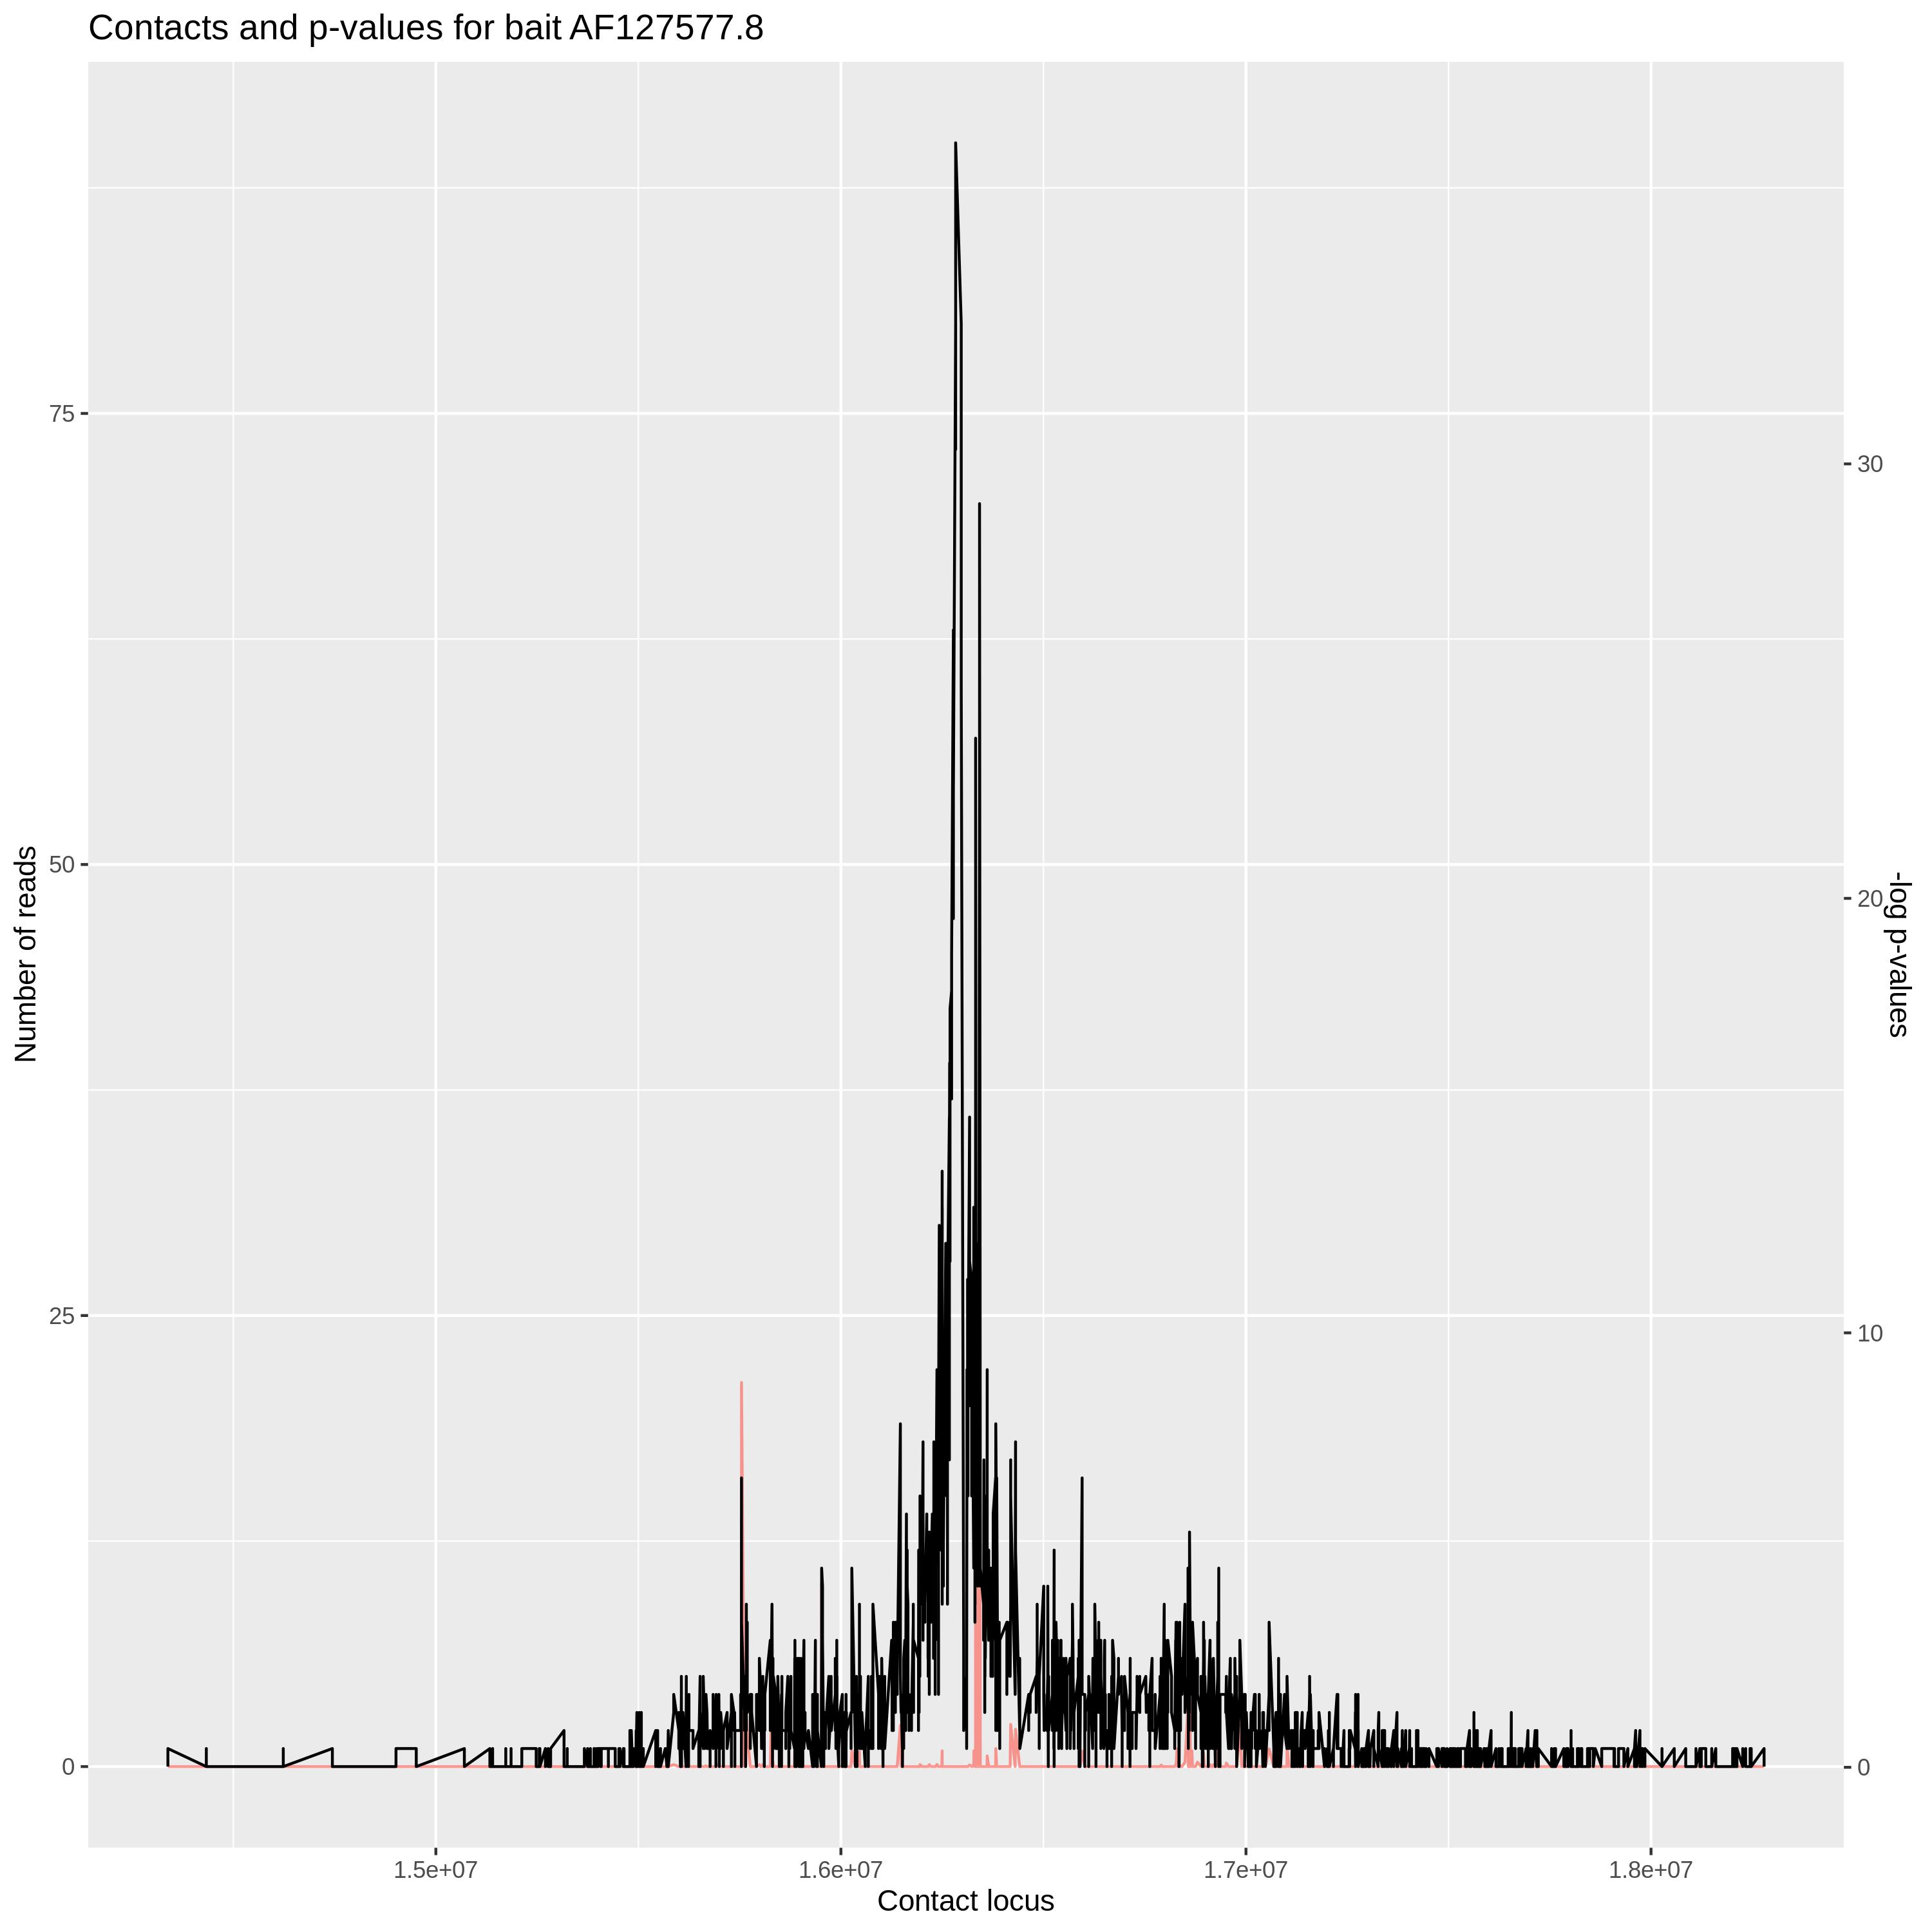 Contacts and p-values for bait AF127577.8
Number of reads
75
50
25
0
30
20
10
0
-log p-values
1.5e+07
1.6e+07
1.7e+07
1.8e+07
Contact locus